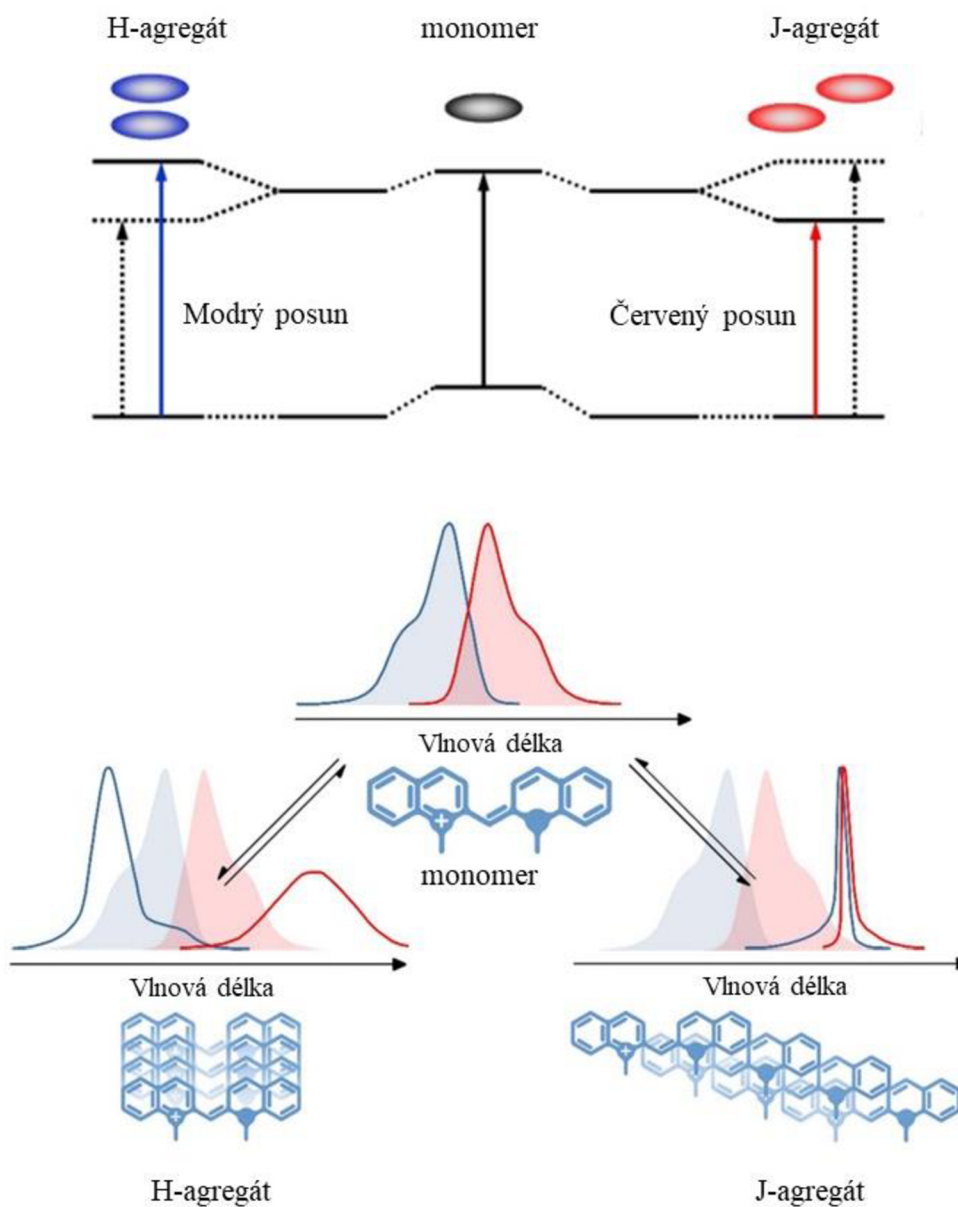 H-agregát
monomer
J-agregát
Modrý posun
Červený posun
Vlnová délka
+
monomer
Vlnová délka
Vlnová délka
+
+
+
+
+
H-agregát
J-agregát